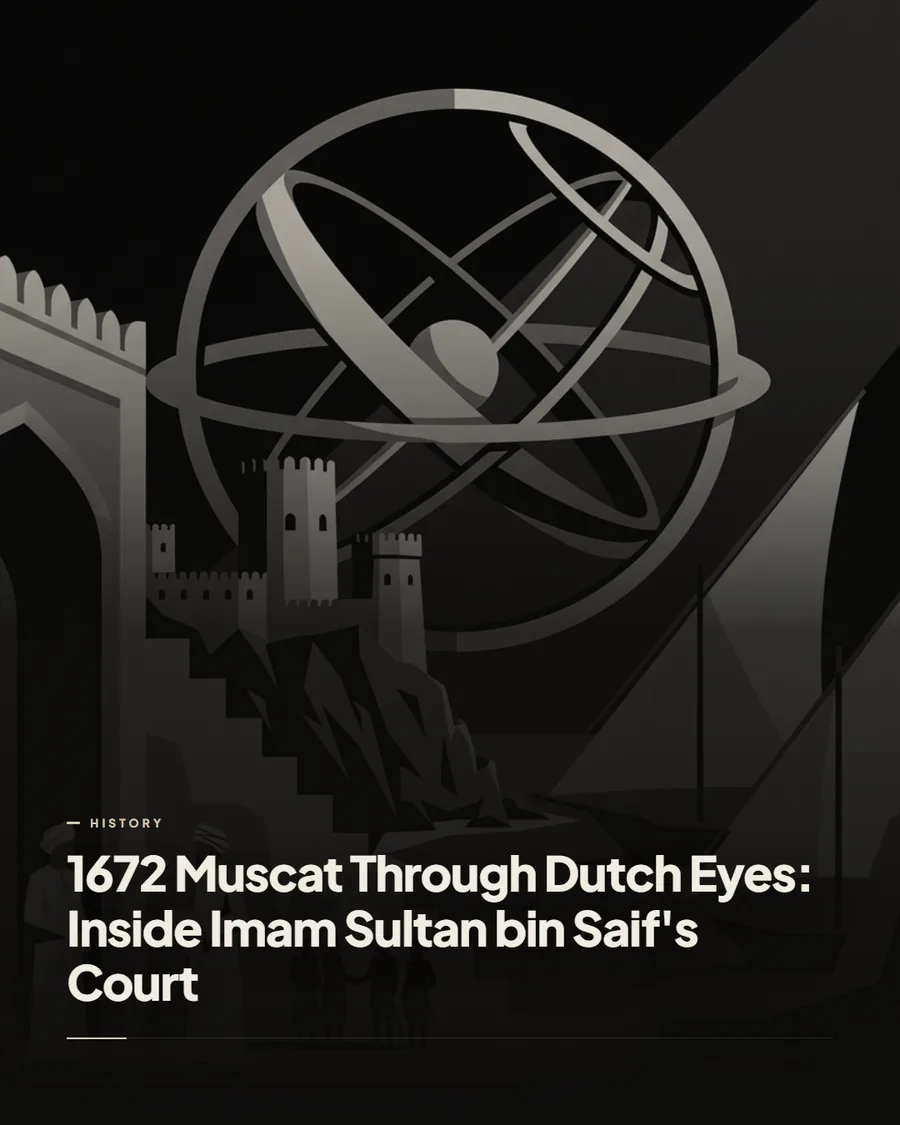 HISTORY
1672 Muscat Through Dutch Eyes:
Inside Imam Sultan bin Saif's
Court